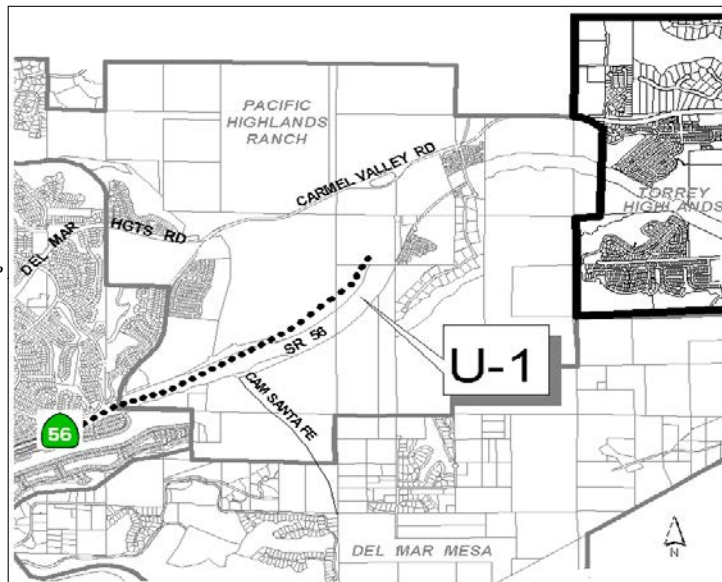 PACIFIC
HIGHLANDS
RANCH
CARMEL VALLEY RD
TORREY
HIGHLANDS
DEL MAR
HGTS RD
SR 56
U-1
CAM SANTA FE
56
DEL MAR MESA
N